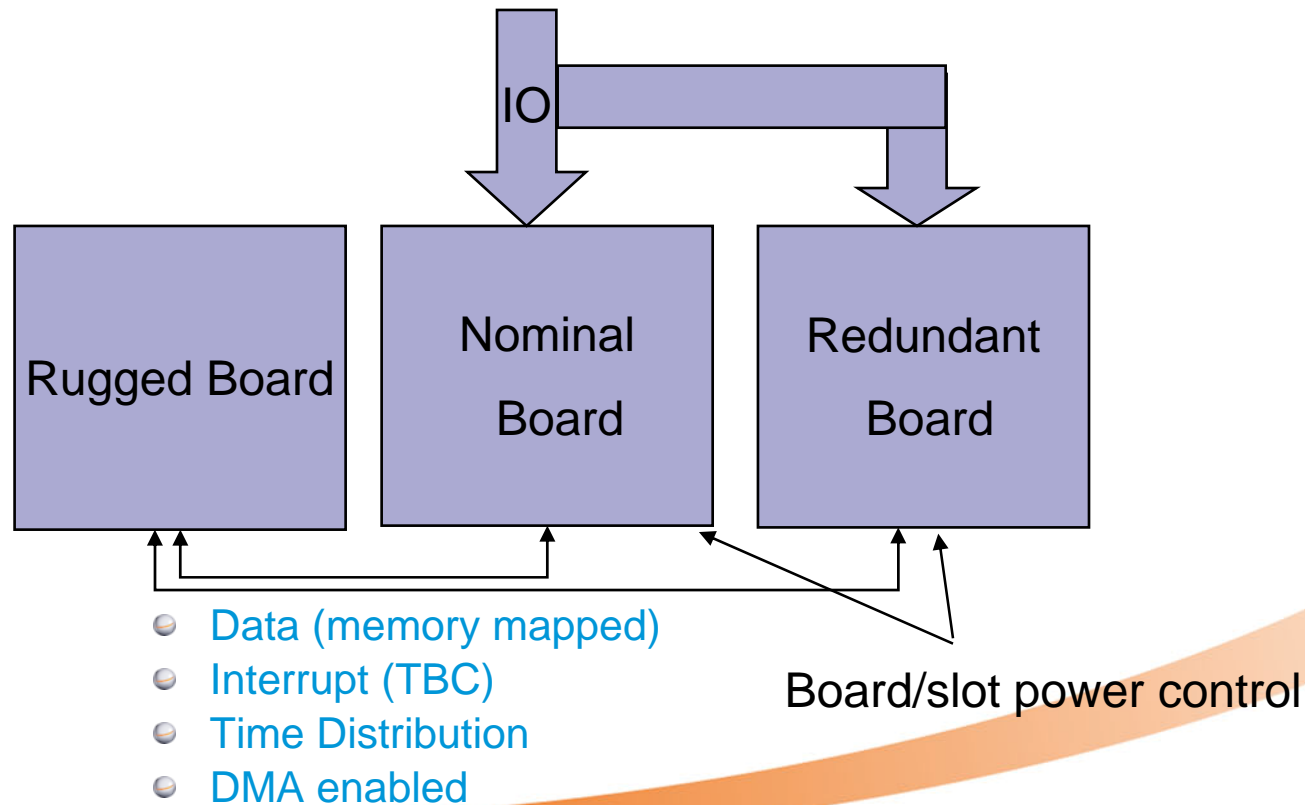 IO
Rugged Board
Nominal
Board
Redundant
Board
Data (memory mapped)
Interrupt (TBC)
Time Distribution
DMA enabled
Board/slot power control